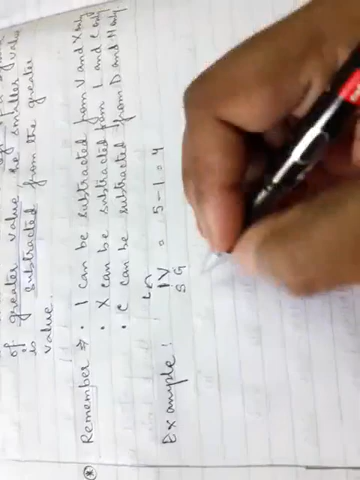 of greater value he smaller value
is subtracted from the greater
value.
Remember ⇒ • I can be subtracted from V and X only
• X can be subtracted from L and C only
• C can be subtracted from D and M only
Example :
IV = 5 - 1 = 4
S G